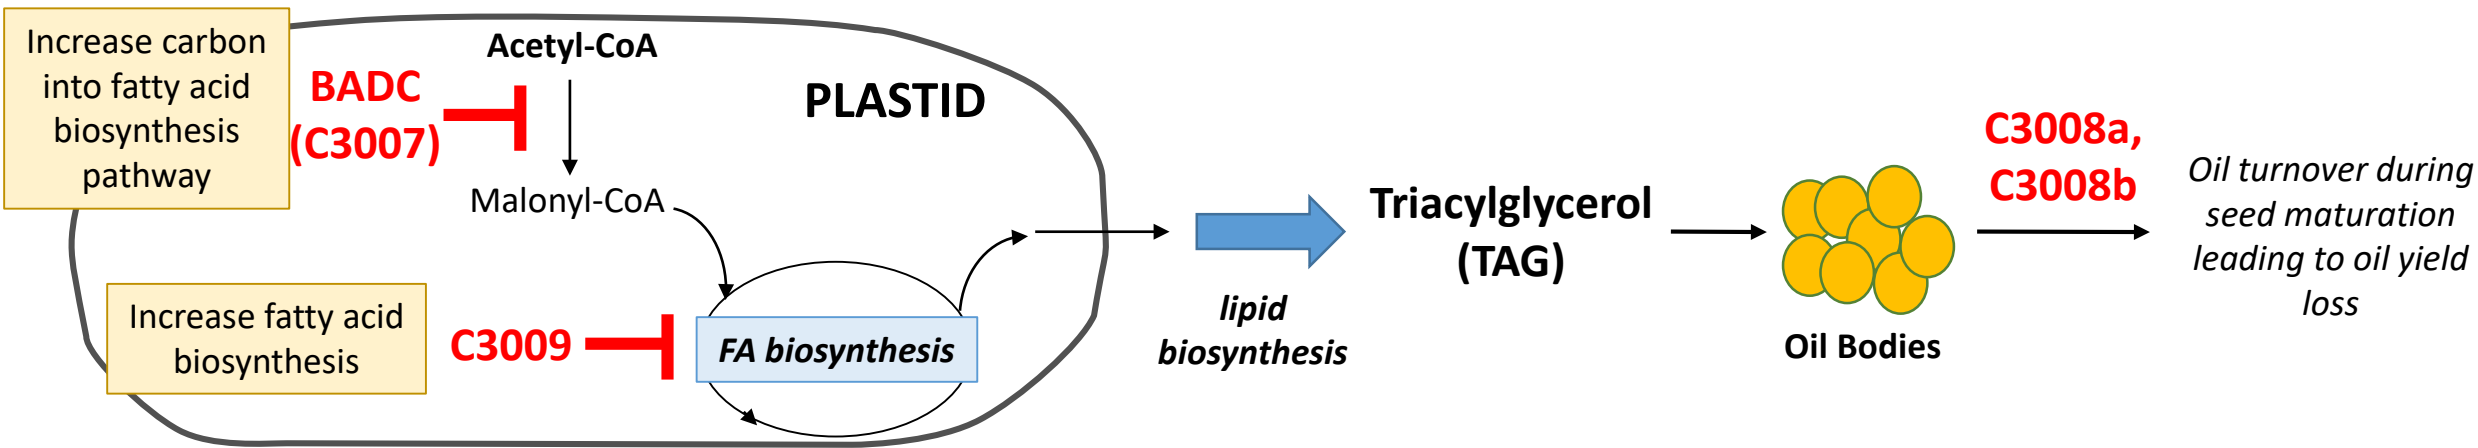 Increase carbon
into fatty acid
biosynthesis
pathway
BADC
(C3007)
Acetyl-CoA
Malonyl-CoA
PLASTID
Increase fatty acid
biosynthesis
C3009
FA biosynthesis
lipid
biosynthesis
Triacylglycerol
(TAG)
Oil Bodies
C3008a,
C3008b
Oil turnover during
seed maturation
leading to oil yield
loss